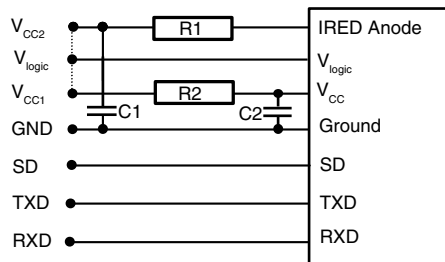 VCC2 R1 IRED Anode
Vlogic Vlogic
VCC1 R2 VCC
C1 C2
GND Ground
SD SD
TXD TXD
RXD RXD